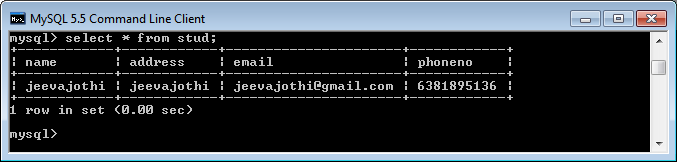 MySQL 5.5 Command Line Client
mysql> select * from stud;
+-----------+-----------+----------------------+------------+
| name | address | email | phoneno |
+-----------+-----------+----------------------+------------+
| jeevajothi | jeevajothi | jeevajothi@gmail.com | 6381895136 |
+-----------+-----------+----------------------+------------+
1 row in set (0.00 sec)
mysql>